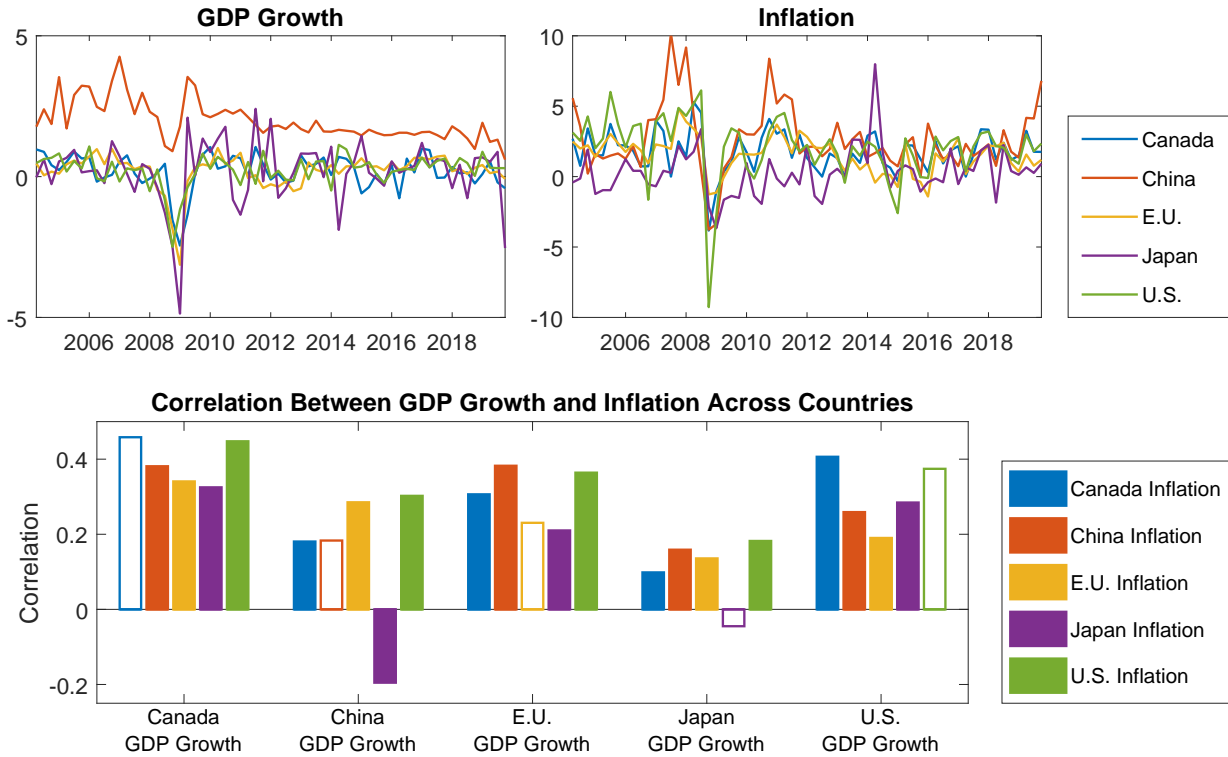 GDP Growth
5
0
-5
2006 2008 2010 2012 2014 2016 2018
Inflation
10
5
0
-5
-10
2006 2008 2010 2012 2014 2016 2018
Canada
China
E.U.
Japan
U.S.
Correlation Between GDP Growth and Inflation Across Countries
Correlation
0.4
0.2
0
-0.2
Canada China E.U. Japan U.S.
GDP Growth GDP Growth GDP Growth GDP Growth GDP Growth
Canada Inflation
China Inflation
E.U. Inflation
Japan Inflation
U.S. Inflation